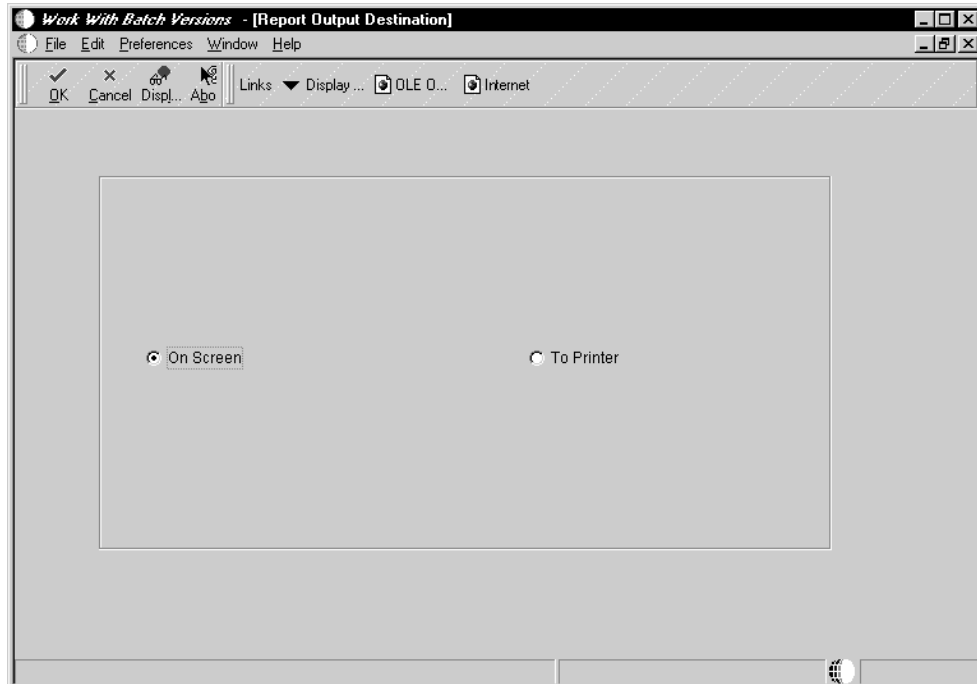 Work With Batch Versions - [Report Output Destination]
File Edit Preferences Window Help
OK Cancel Displ... Abo Links Display ... OLE O... Internet
On Screen To Printer